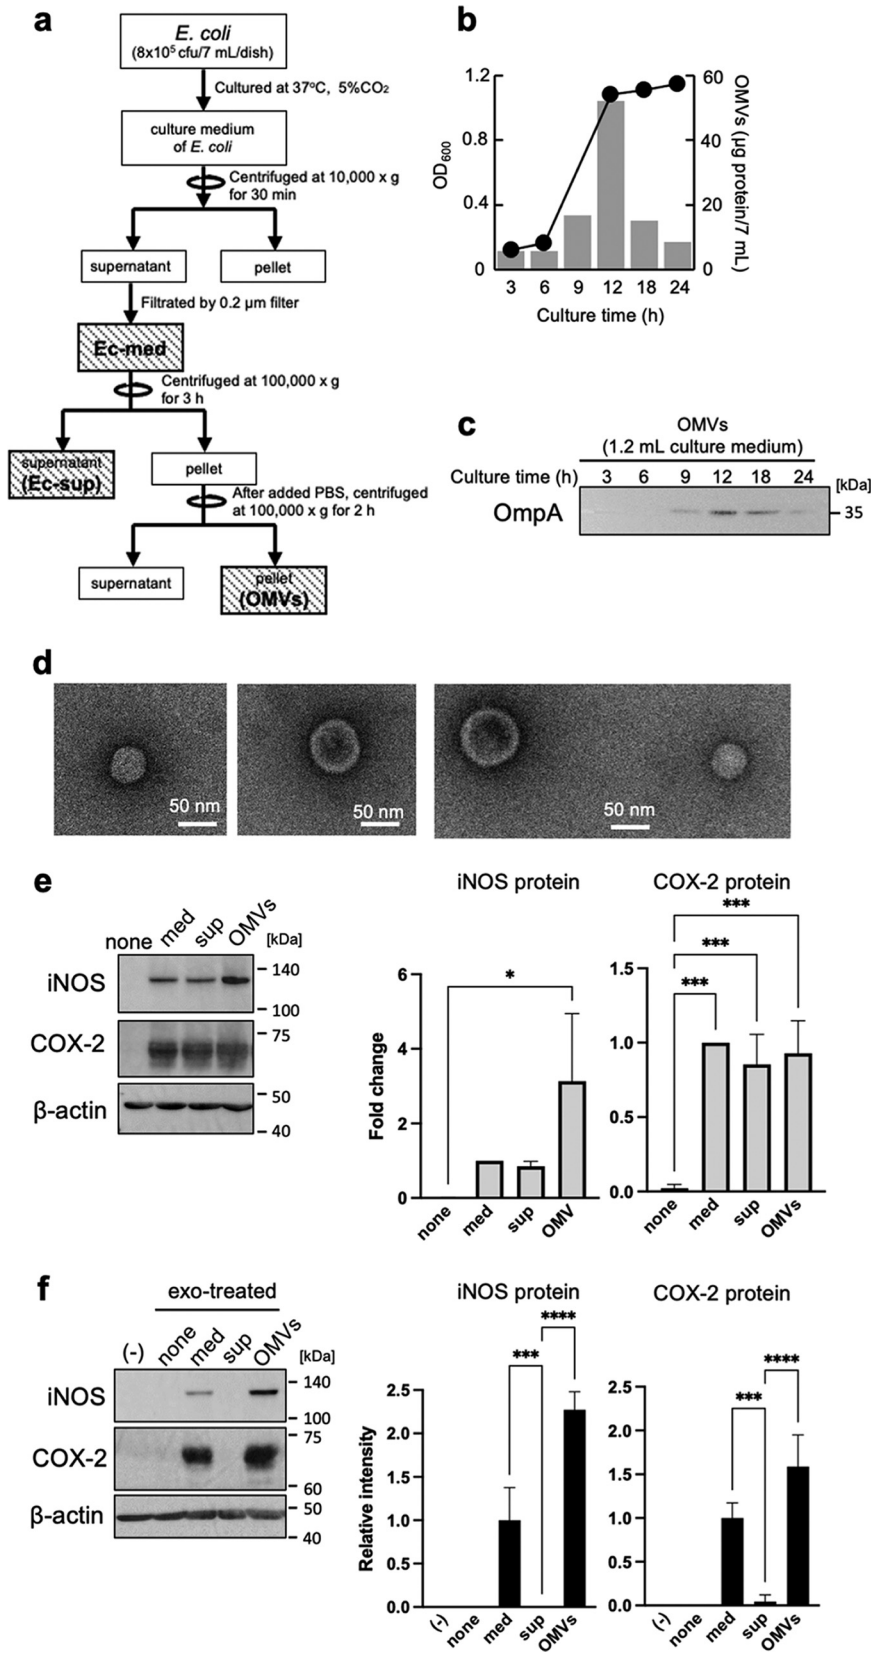 a
E. coli
(8x10⁵ cfu/7 mL/dish)
Cultured at 37°C, 5%CO₂
culture medium
of E. coli
Centrifuged at 10,000 x g
for 30 min
supernatant
pellet
Filtrated by 0.2 µm filter
Ec-med
Centrifuged at 100,000 x g
for 3 h
supernatant
(Ec-sup)
pellet
After added PBS, centrifuged
at 100,000 x g for 2 h
supernatant
pellet
(OMVs)
b
1.2
0.8
0.4
0
OD₆₀₀
60
40
20
0
OMVs (µg protein/7 mL)
3 6 9 12 18 24
Culture time (h)
c
OMVs
(1.2 mL culture medium)
Culture time (h) 3 6 9 12 18 24
[kDa]
OmpA
35
d
50 nm
50 nm
50 nm
e
none med sup OMVs
[kDa]
iNOS
140
100
COX-2
75
β-actin
50
40
iNOS protein
*
6
4
2
0
Fold change
none med sup OMV
COX-2 protein
***
***
***
1.5
1.0
0.5
0.0
none med sup OMVs
f
exo-treated
(-) none med sup OMVs
[kDa]
iNOS
140
100
COX-2
75
60
β-actin
50
40
iNOS protein
****
***
2.5
2.0
1.5
1.0
0.5
0.0
Relative intensity
(-) none med sup OMVs
COX-2 protein
****
***
2.5
2.0
1.5
1.0
0.5
0.0
(-) none med sup OMVs